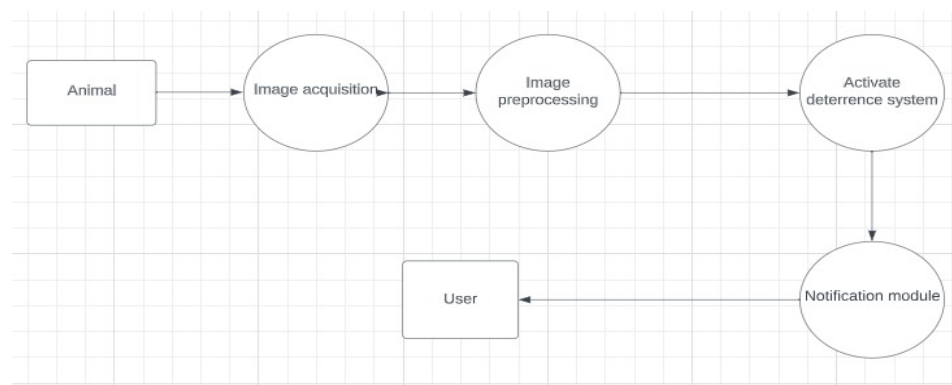 Animal
Image acquisition
Image
preprocessing
Activate
deterrence system
User
Notification module